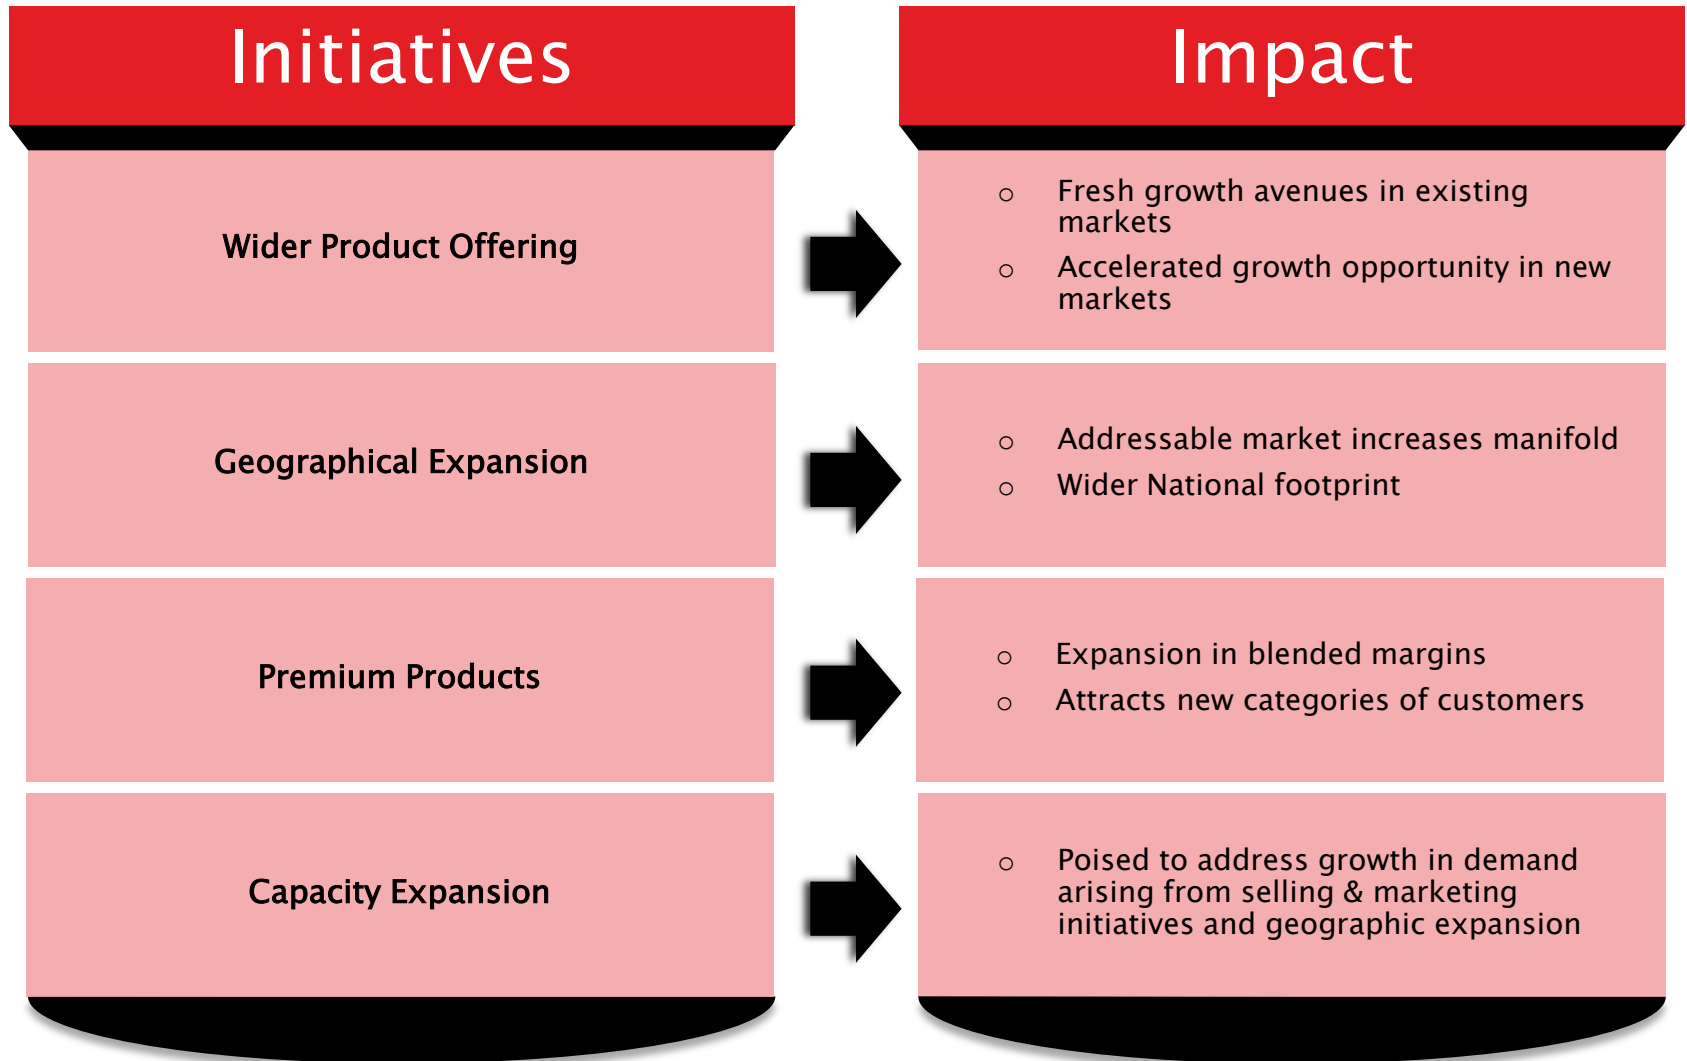 Initiatives
Impact
Wider Product Offering
o Fresh growth avenues in existing
markets
o Accelerated growth opportunity in new
markets
Geographical Expansion
o Addressable market increases manifold
o Wider National footprint
Premium Products
o Expansion in blended margins
o Attracts new categories of customers
Capacity Expansion
o Poised to address growth in demand
arising from selling & marketing
initiatives and geographic expansion